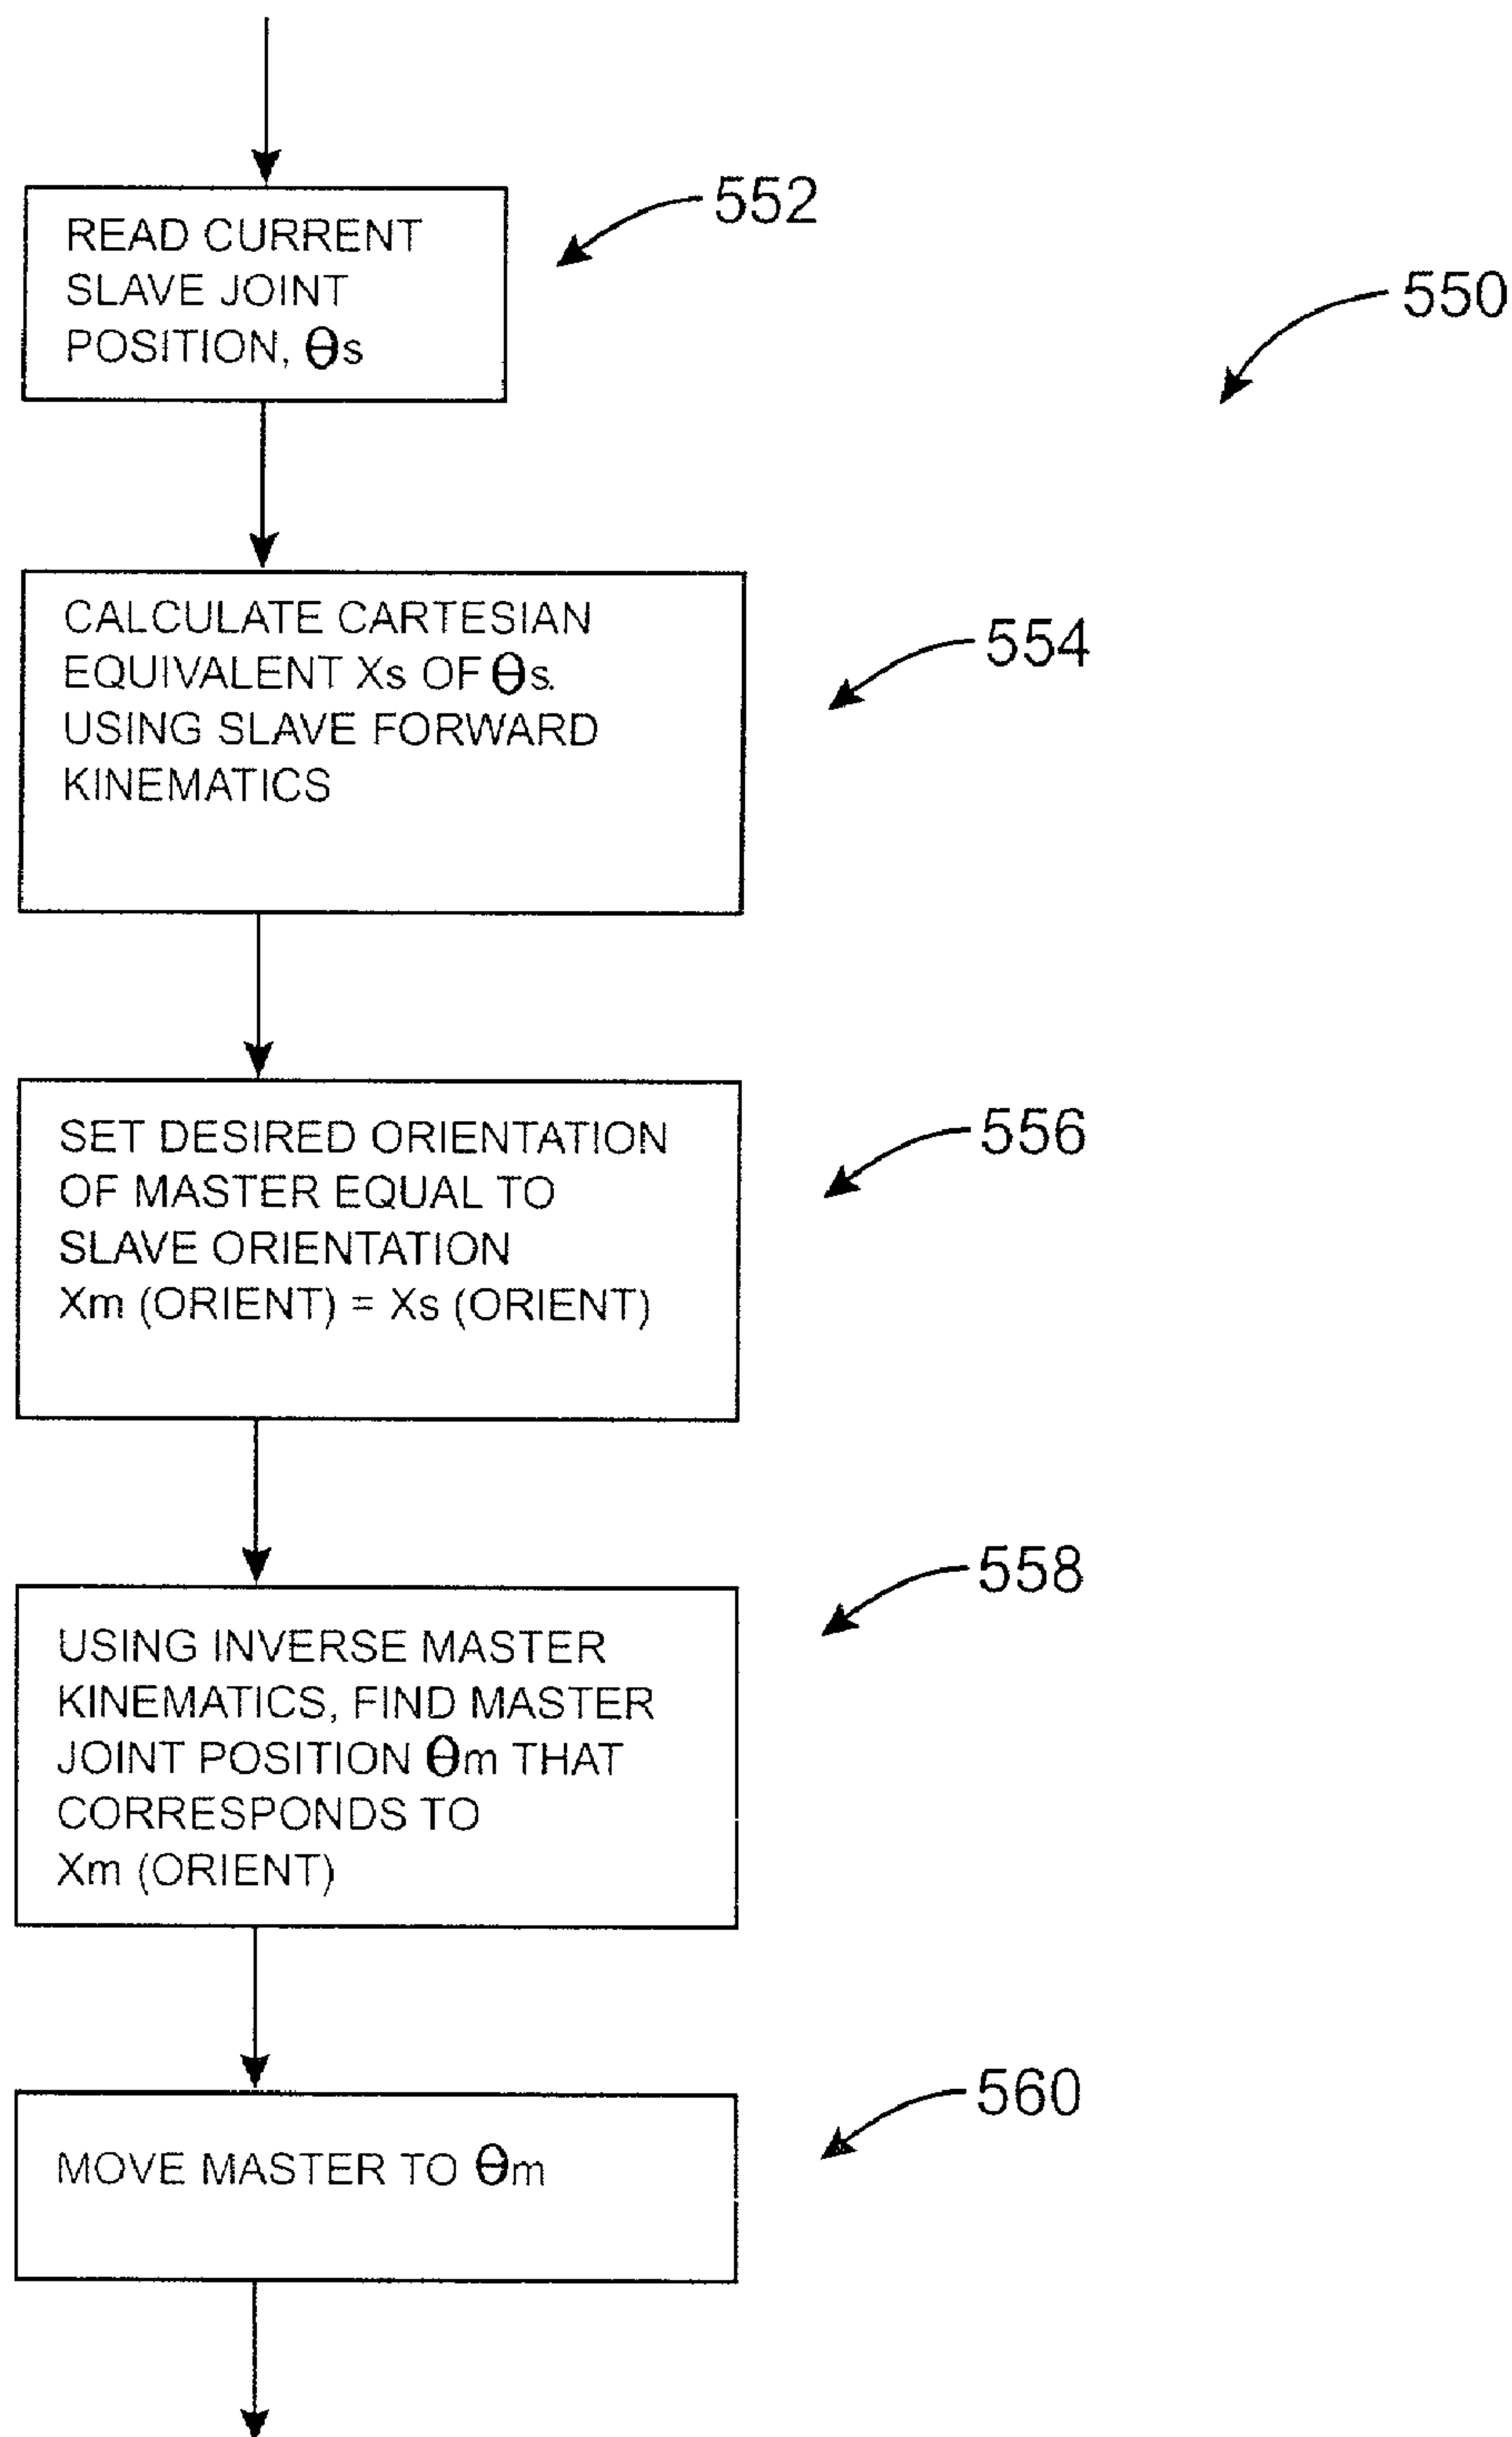 READ CURRENT
SLAVE JOINT
POSITION, Θs
552
550
CALCULATE CARTESIAN
EQUIVALENT Xs OF Θs.
USING SLAVE FORWARD
KINEMATICS
554
SET DESIRED ORIENTATION
OF MASTER EQUAL TO
SLAVE ORIENTATION
Xm (ORIENT) = Xs (ORIENT)
556
USING INVERSE MASTER
KINEMATICS, FIND MASTER
JOINT POSITION Θm THAT
CORRESPONDS TO
Xm (ORIENT)
558
MOVE MASTER TO Θm
560